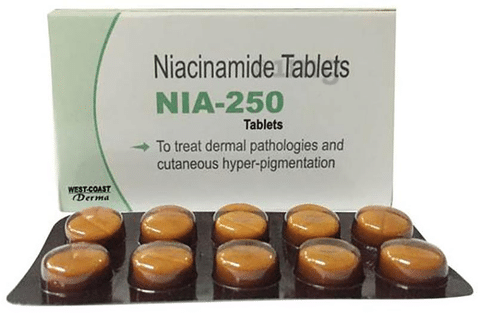 Niacinamide Tablets
NIA-250
Tablets
To treat dermal pathologies and
cutaneous hyper-pigmentation
WEST-COAST
Derma